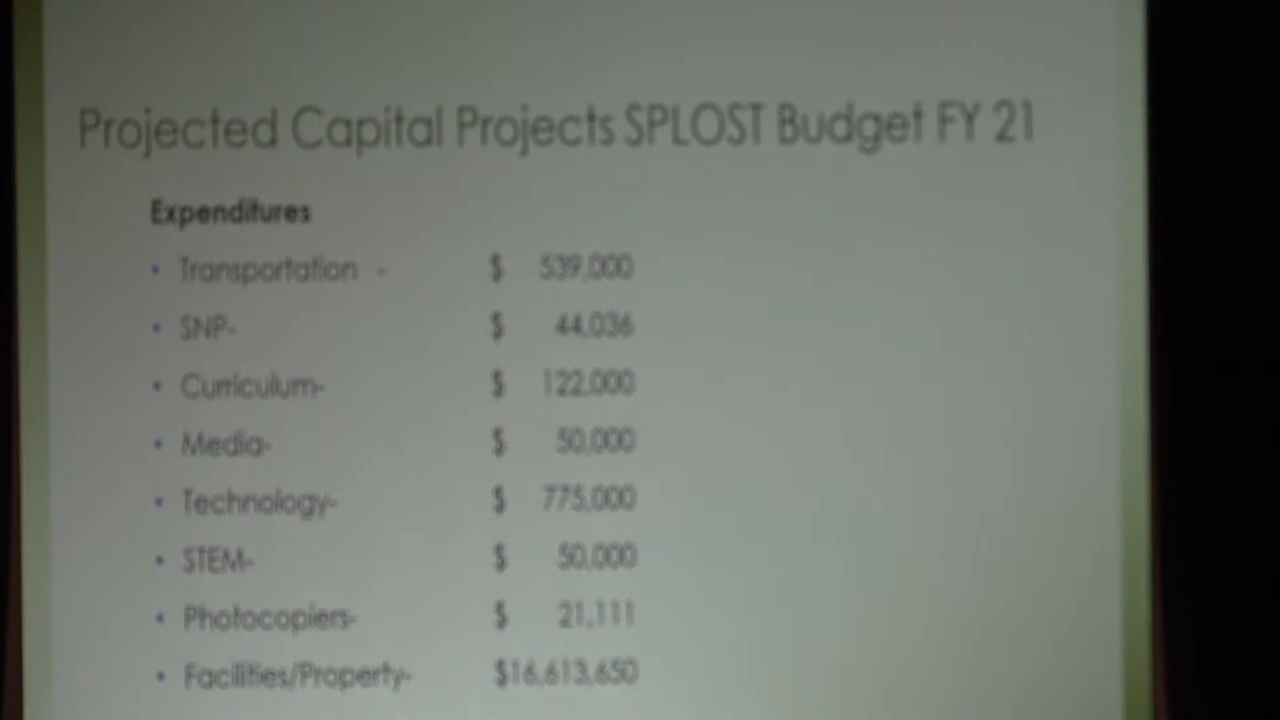 Projected Capital Projects SPLOST Budget FY 21
Expenditures
• Transportation - $ 539,000
• SNP- $ 44,036
• Curriculum- $ 122,000
• Media- $ 50,000
• Technology- $ 775,000
• STEM- $ 50,000
• Photocopiers- $ 21,111
• Facilities/Property- $16,613,650